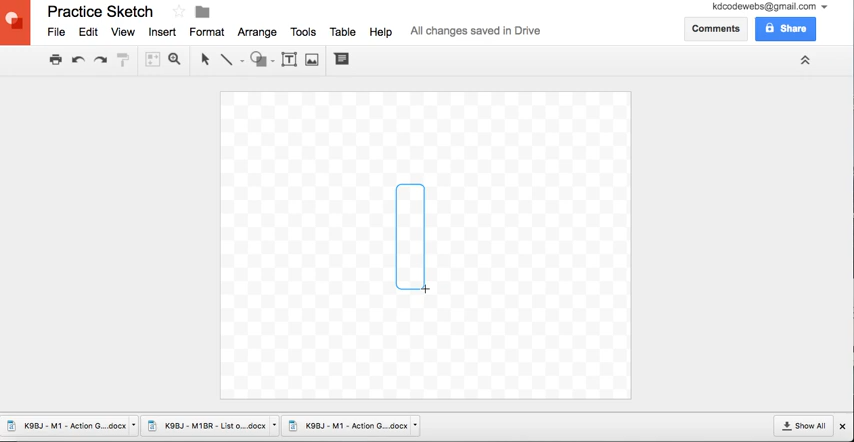 Practice Sketch
kdcodewebs@gmail.com
File Edit View Insert Format Arrange Tools Table Help All changes saved in Drive
Comments Share
K9BJ - M1 - Action G....docx K9BJ - M1BR - List o....docx K9BJ - M1 - Action G....docx Show All